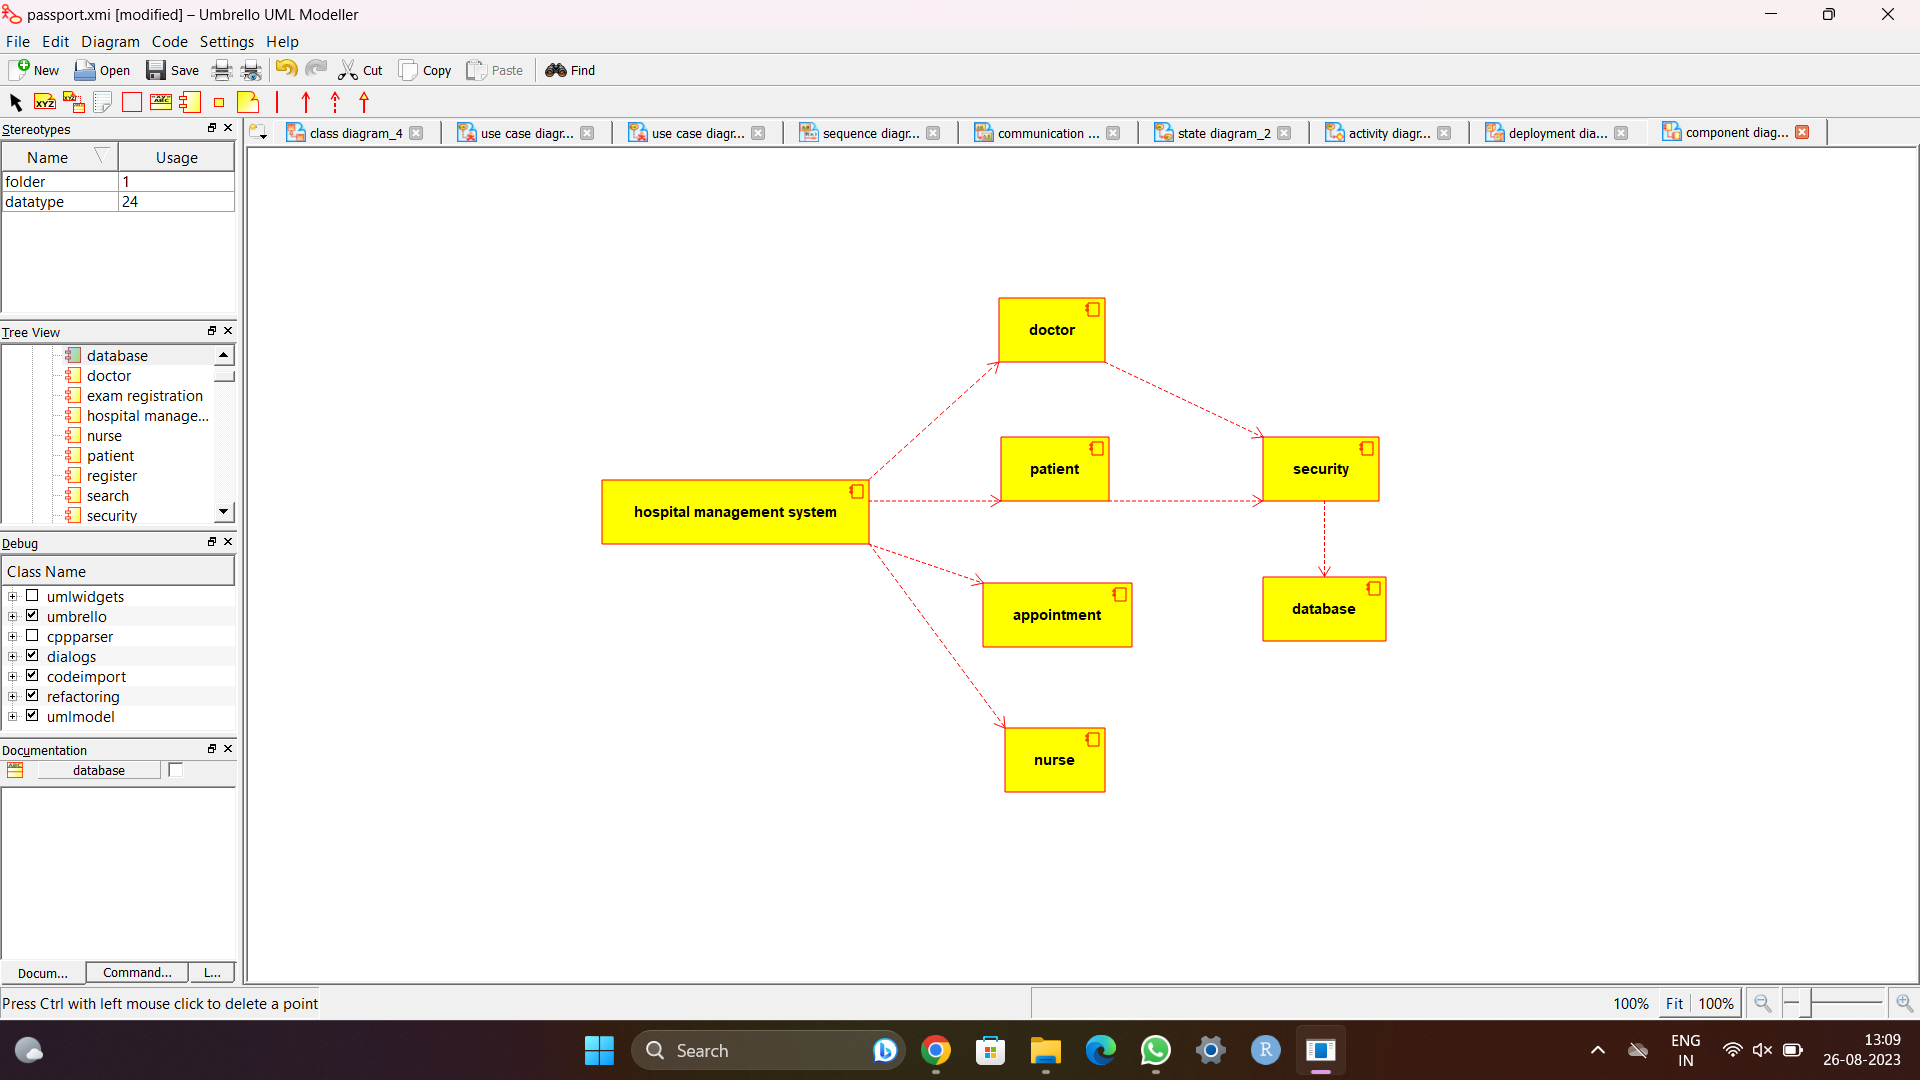 passport.xmi [modified] – Umbrello UML Modeller
File Edit Diagram Code Settings Help
New Open Save Cut Copy Paste Find
XYZ XYZ ABC
Stereotypes
class diagram_4 use case diagr... use case diagr... sequence diagr... communication ... state diagram_2 activity diagr... deployment dia... component diag...
Name Usage
folder 1
datatype 24
Tree View
database
doctor
exam registration
hospital manage...
nurse
patient
register
search
security
Debug
Class Name
umlwidgets
umbrello
cppparser
dialogs
codeimport
refactoring
umlmodel
Documentation
database
Docum... Command... L...
doctor
patient
security
hospital management system
database
appointment
nurse
Press Ctrl with left mouse click to delete a point
100% Fit 100%
Search
R
ENG
IN
13:09
26-08-2023